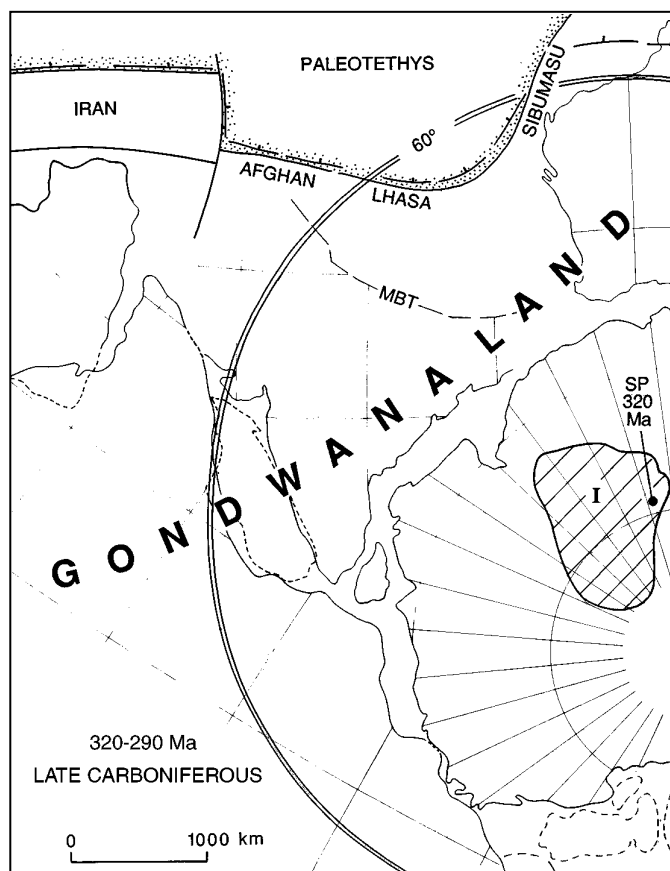 PALEOTETHYS
IRAN
SIBUMASU
60°
AFGHAN
LHASA
MBT
GONDWANALAND
SP
320
Ma
I
320-290 Ma
LATE CARBONIFEROUS
0 1000 km